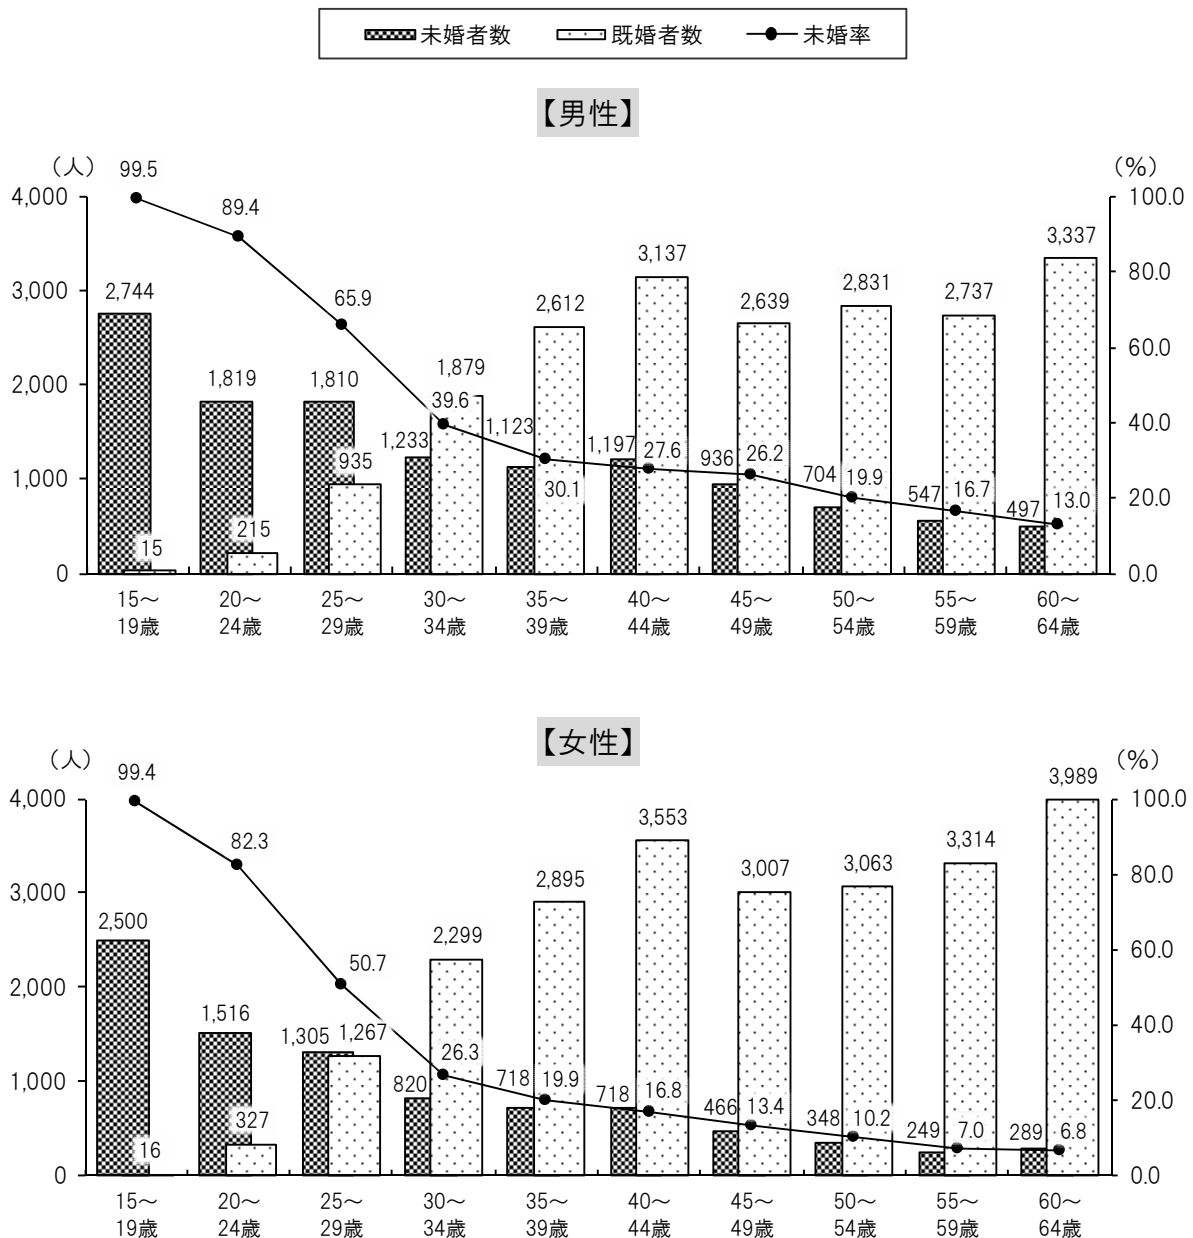 未婚者数 既婚者数 未婚率
【男性】
(人) (%)
99.5 89.4 65.9 39.6 30.1 27.6 26.2 19.9 16.7 13.0
2,744 1,819 1,810 1,233 1,123 1,197 936 704 547 497
15 215 935 1,879 2,612 3,137 2,639 2,831 2,737 3,337
4,000 100.0
3,000 80.0
2,000 60.0
1,000 40.0
0 20.0
0.0
15～ 20～ 25～ 30～ 35～ 40～ 45～ 50～ 55～ 60～
19歳 24歳 29歳 34歳 39歳 44歳 49歳 54歳 59歳 64歳
【女性】
(人) (%)
99.4 82.3 50.7 26.3 19.9 16.8 13.4 10.2 7.0 6.8
2,500 1,516 1,305 820 718 718 466 348 249 289
16 327 1,267 2,299 2,895 3,553 3,007 3,063 3,314 3,989
4,000 100.0
3,000 80.0
2,000 60.0
1,000 40.0
0 20.0
0.0
15～ 20～ 25～ 30～ 35～ 40～ 45～ 50～ 55～ 60～
19歳 24歳 29歳 34歳 39歳 44歳 49歳 54歳 59歳 64歳